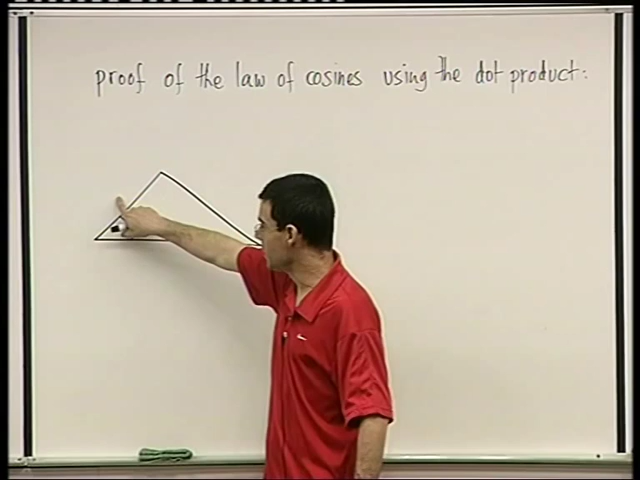 proof of the law of cosines using the dot product: